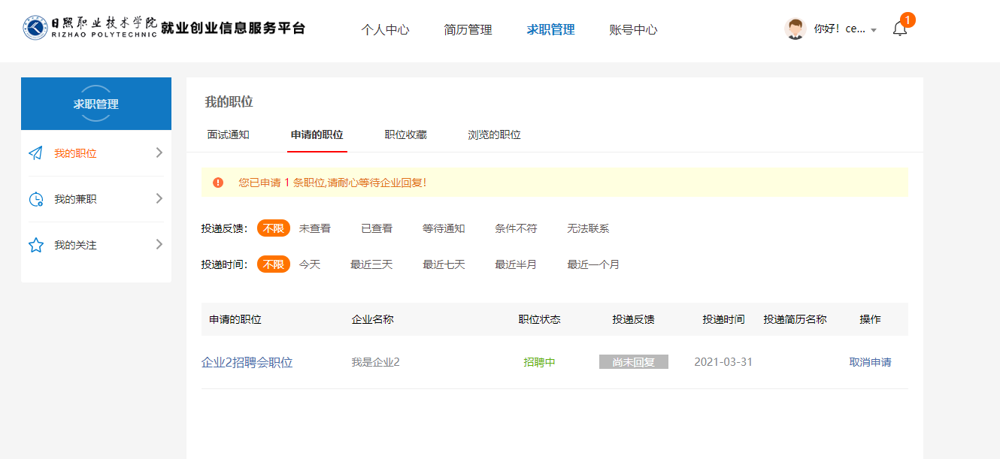 日照职业技术学院
RIZHAO POLYTECHNIC
就业创业信息服务平台
个人中心 简历管理 求职管理 账号中心
你好！ce...
1
求职管理
我的职位
我的兼职
我的关注
我的职位
面试通知 申请的职位 职位收藏 浏览的职位
您已申请 1 条职位,请耐心等待企业回复!
投递反馈： 不限 未查看 已查看 等待通知 条件不符 无法联系
投递时间： 不限 今天 最近三天 最近七天 最近半月 最近一个月
申请的职位 企业名称 职位状态 投递反馈 投递时间 投递简历名称 操作
企业2招聘会职位 我是企业2 招聘中 尚未回复 2021-03-31 取消申请